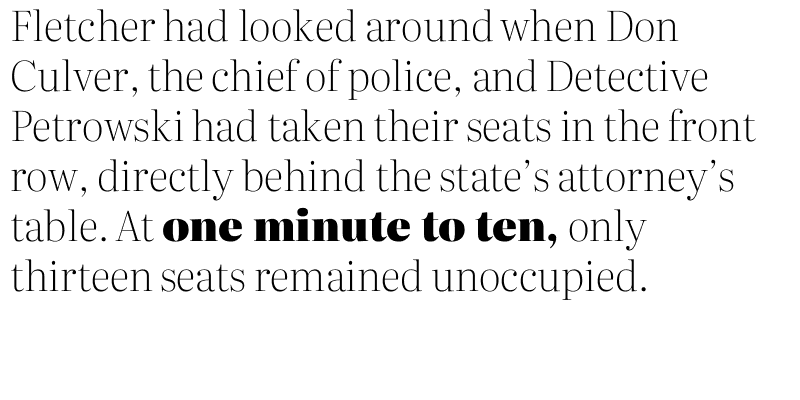 Fletcher had looked around when Don
Culver, the chief of police, and Detective
Petrowski had taken their seats in the front
row, directly behind the state’s attorney’s
table. At one minute to ten, only
thirteen seats remained unoccupied.